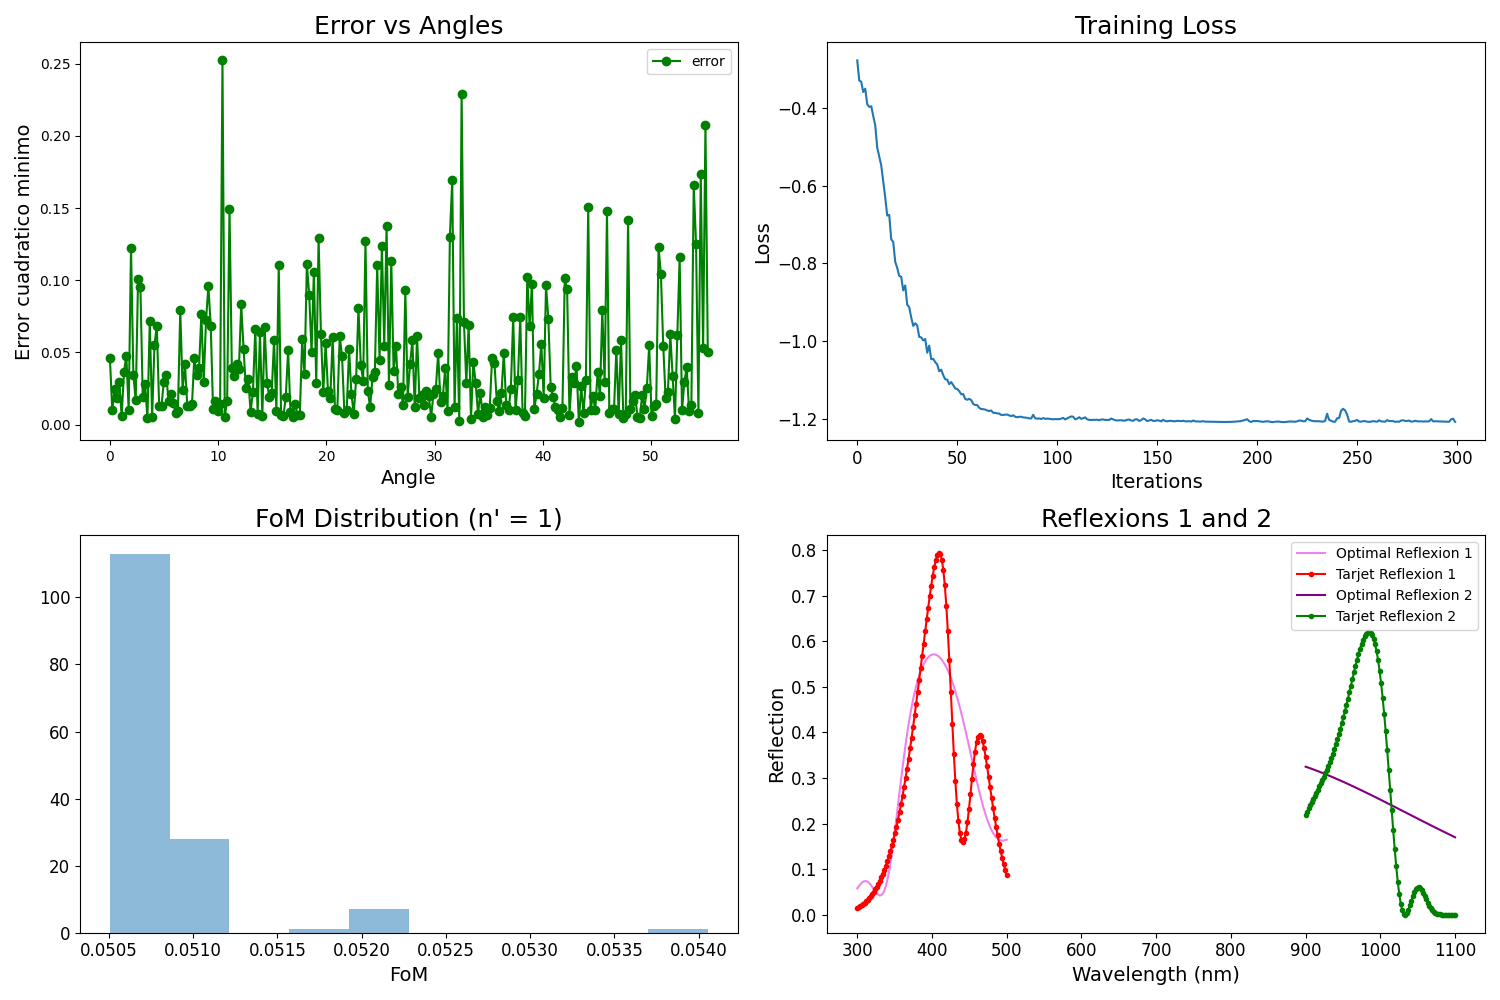 Error vs Angles
error
0.25
0.20
0.15
0.10
0.05
0.00
Error cuadratico minimo
0 10 20 30 40 50
Angle
Training Loss
−0.4
−0.6
−0.8
−1.0
−1.2
Loss
0 50 100 150 200 250 300
Iterations
FoM Distribution (n' = 1)
100
80
60
40
20
0
0.0505 0.0510 0.0515 0.0520 0.0525 0.0530 0.0535 0.0540
FoM
Reflexions 1 and 2
Optimal Reflexion 1
Tarjet Reflexion 1
Optimal Reflexion 2
Tarjet Reflexion 2
0.8
0.7
0.6
0.5
0.4
0.3
0.2
0.1
0.0
Reflection
300 400 500 600 700 800 900 1000 1100
Wavelength (nm)